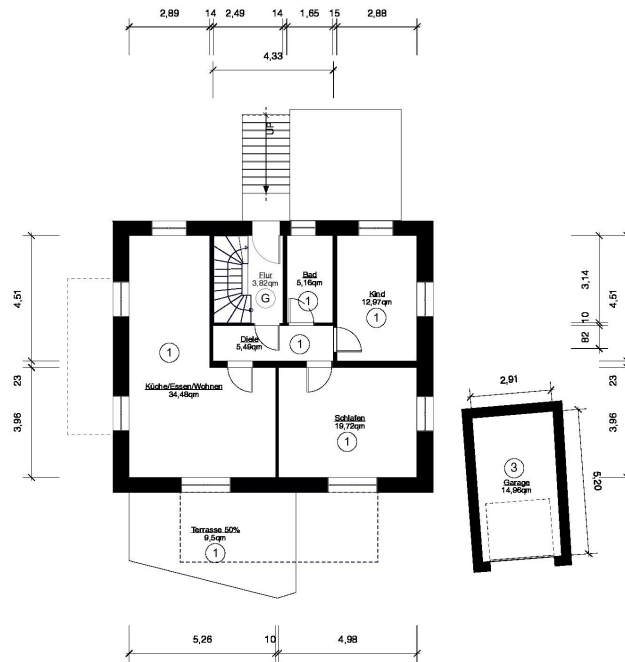 2,89 14 2,49 14 1,65 15 2,88
4,33
UP
Flur
3,82qm
G
Bad
5,16qm
1
Kind
12,97qm
1
4,51
3,14
4,51
10
82
Diele
5,49qm
1
1
Küche/Essen/Wohnen
34,48qm
23
23
3,96
3,96
Schlafen
19,72qm
1
2,91
5,20
3
Garage
14,96qm
Terrasse 50%
9,5qm
1
5,26 10 4,98